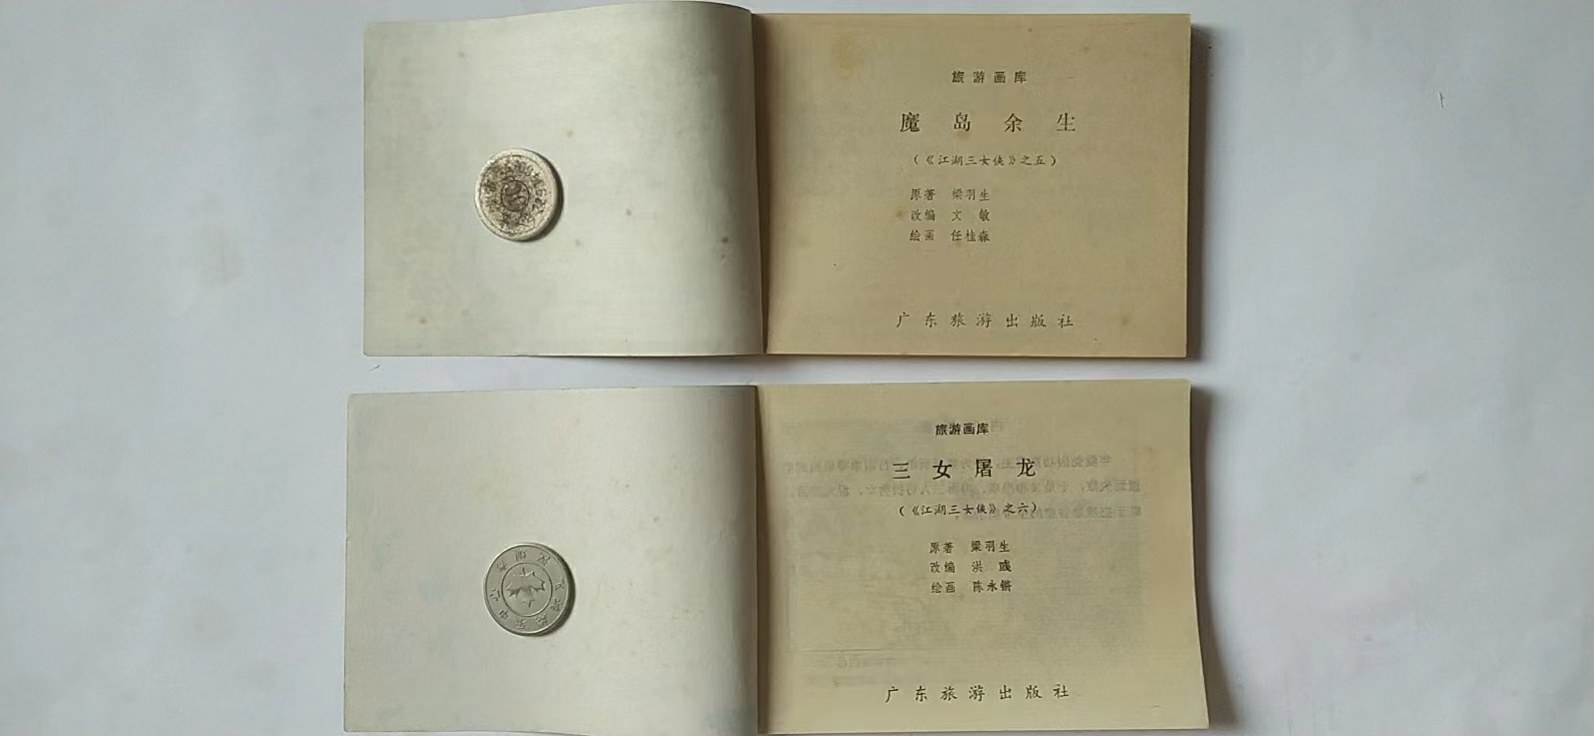 旅游画库
魔岛余生
（《江湖三女侠》之五）
原著 梁羽生
改编 文敏
绘画 任桂森
广东旅游出版社
旅游画库
三女屠龙
（《江湖三女侠》之六）
原著 梁羽生
改编 洪彧
绘画 陈永锵
广东旅游出版社